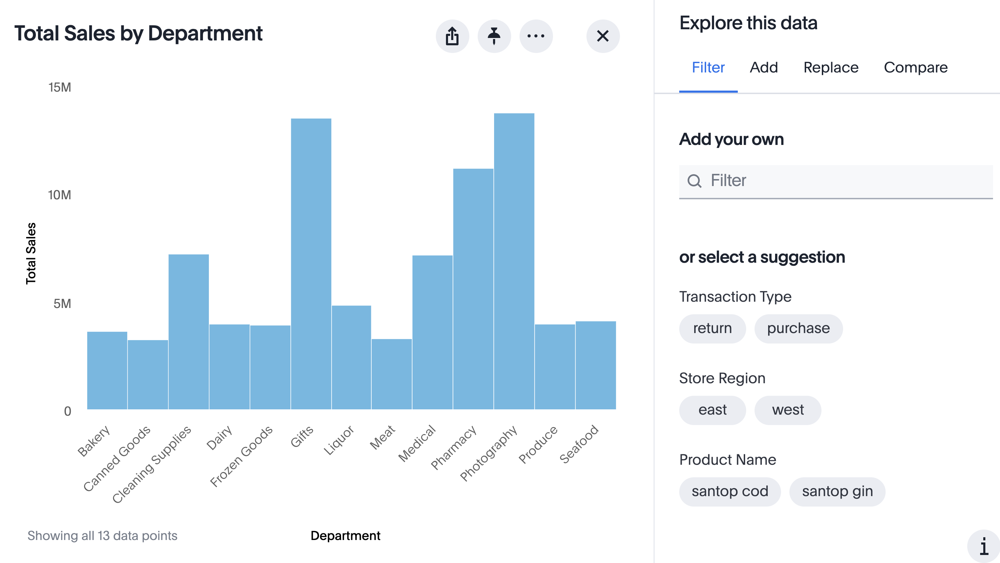 Total Sales by Department
15M
10M
5M
0
Total Sales
Bakery
Canned Goods
Cleaning Supplies
Dairy
Frozen Goods
Gifts
Liquor
Meat
Medical
Pharmacy
Photography
Produce
Seafood
Showing all 13 data points
Department
Explore this data
Filter Add Replace Compare
Add your own
Filter
or select a suggestion
Transaction Type
return purchase
Store Region
east west
Product Name
santop cod santop gin
i